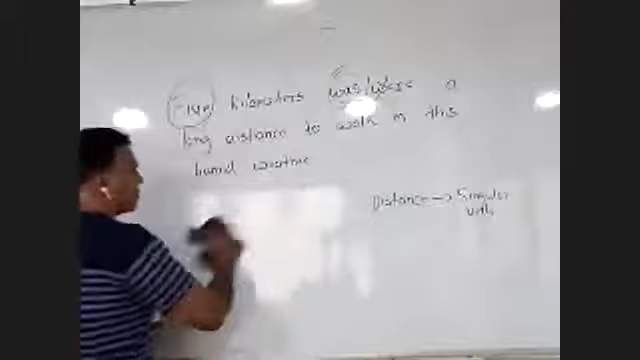 Five kilometers was/were a
long distance to walk in this
humid weather
Distance → Singular
verb